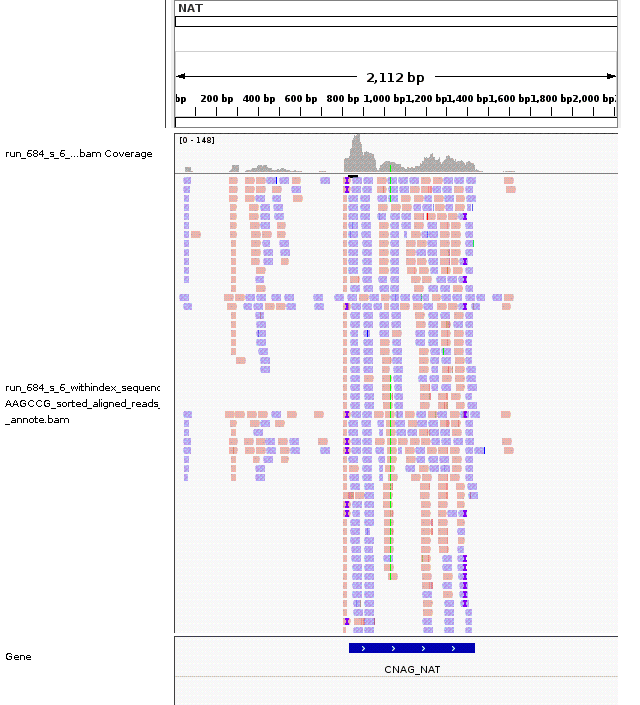 NAT
2,112 bp
bp 200 bp 400 bp 600 bp 800 bp 1,000 bp 1,200 bp 1,400 bp 1,600 bp 1,800 bp 2,000 bp
[0 - 148]
run_684_s_6_...bam Coverage
run_684_s_6_withindex_sequenc
AAGCCG_sorted_aligned_reads_
_annote.bam
Gene
CNAG_NAT